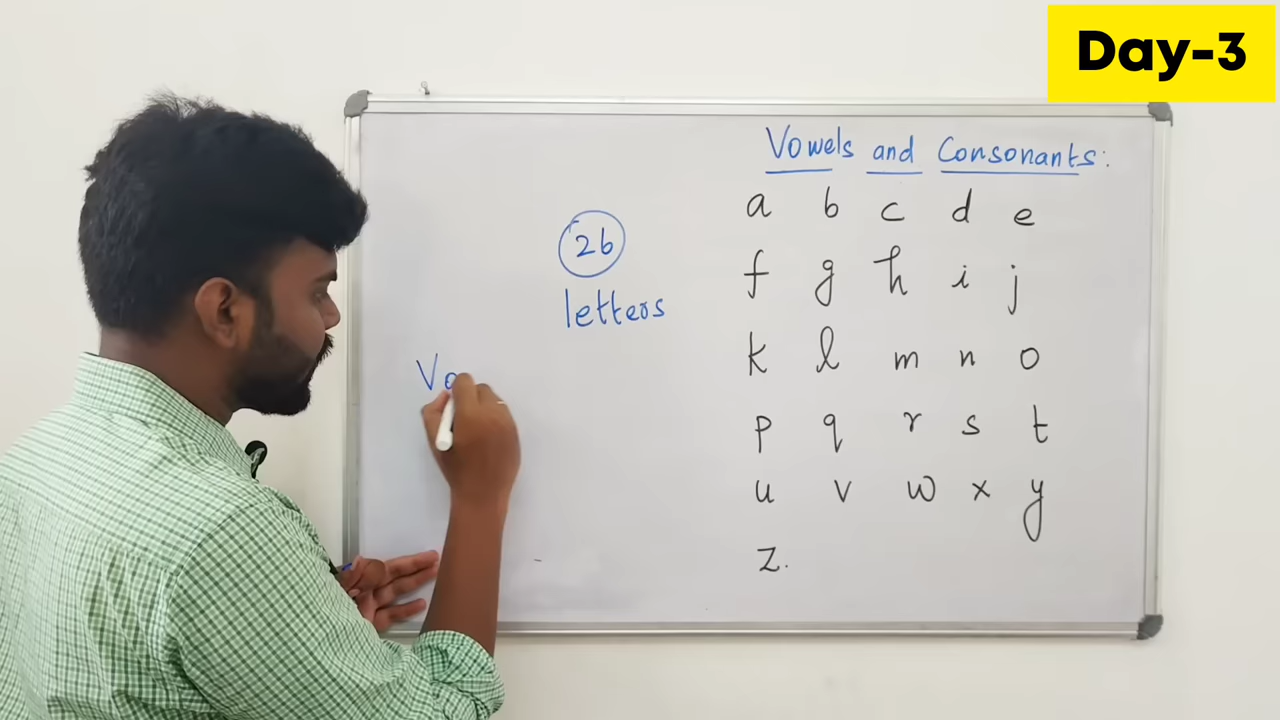 Day-3
Vowels and Consonants:
26
letters
Vo
a b c d e
f g h i j
k l m n o
p q r s t
u v w x y
z.